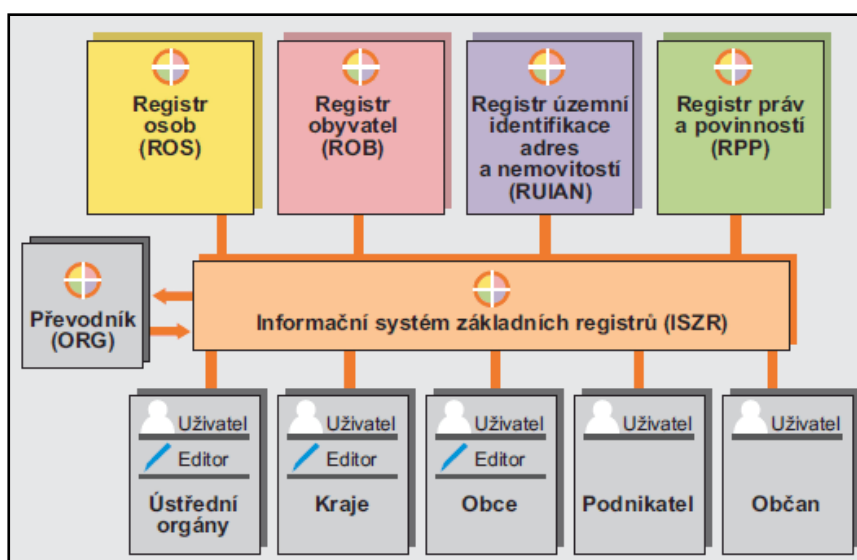 Registr
osob
(ROS)
Registr
obyvatel
(ROB)
Registr územní
identifikace
adres
a nemovitostí
(RUIAN)
Registr práv
a povinností
(RPP)
Převodník
(ORG)
Informační systém základních registrů (ISZR)
Uživatel
Editor
Ústřední
orgány
Uživatel
Editor
Kraje
Uživatel
Editor
Obce
Uživatel
Podnikatel
Uživatel
Občan